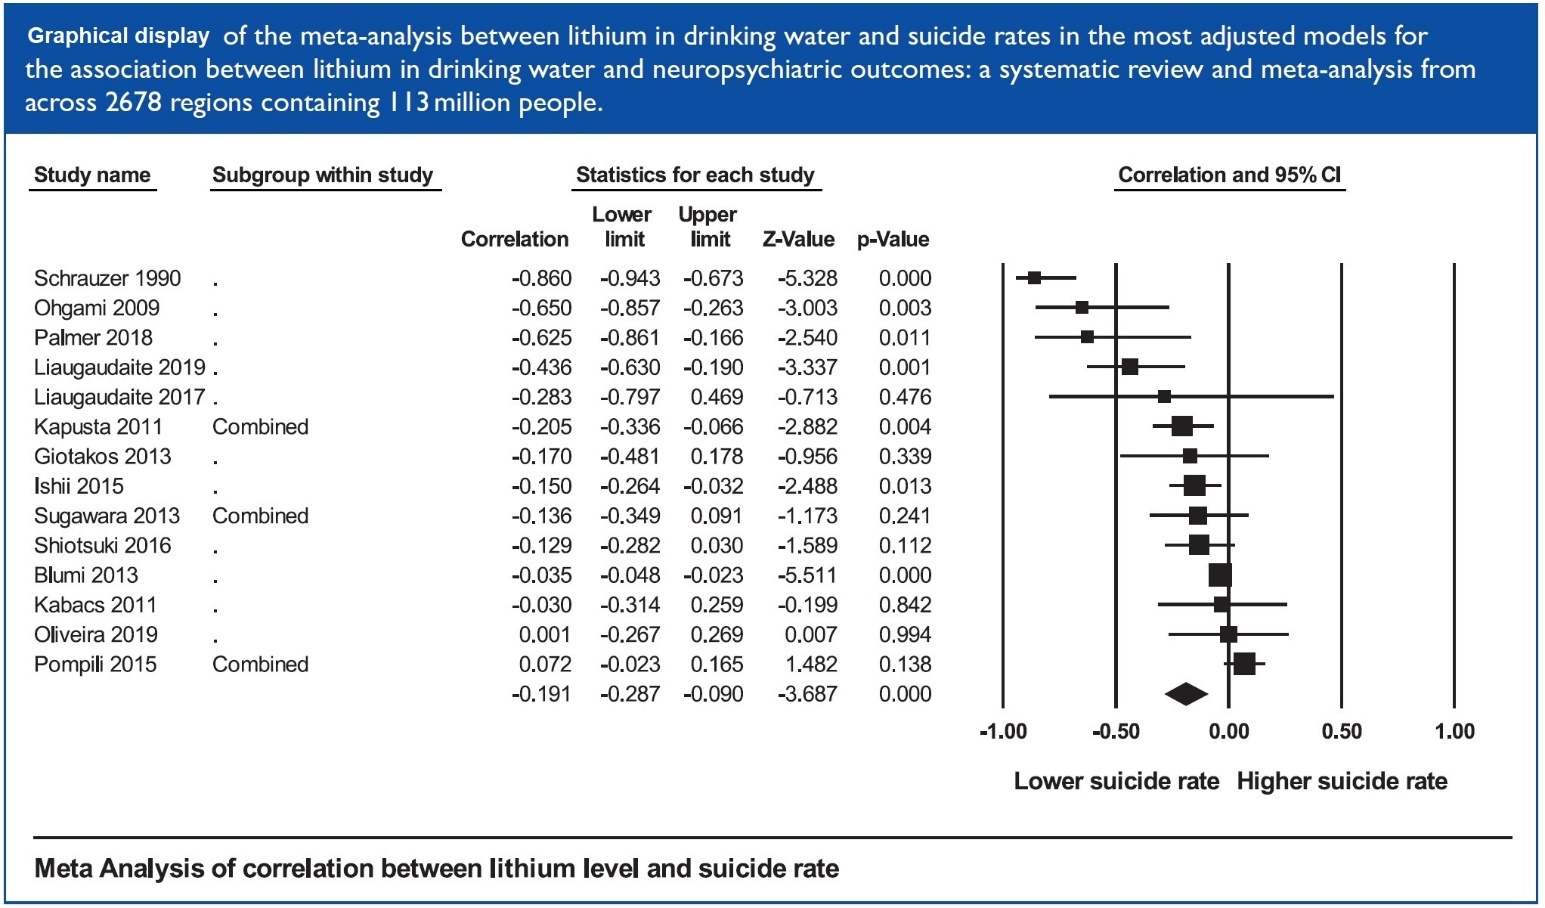 Graphical display of the meta-analysis between lithium in drinking water and suicide rates in the most adjusted models for
the association between lithium in drinking water and neuropsychiatric outcomes: a systematic review and meta-analysis from
across 2678 regions containing 113 million people.
Study name Subgroup within study Statistics for each study Correlation and 95% CI
Lower Upper
Correlation limit limit Z-Value p-Value
Schrauzer 1990 . -0.860 -0.943 -0.673 -5.328 0.000
Ohgami 2009 . -0.650 -0.857 -0.263 -3.003 0.003
Palmer 2018 . -0.625 -0.861 -0.166 -2.540 0.011
Liaugaudaite 2019 . -0.436 -0.630 -0.190 -3.337 0.001
Liaugaudaite 2017 . -0.283 -0.797 0.469 -0.713 0.476
Kapusta 2011 Combined -0.205 -0.336 -0.066 -2.882 0.004
Giotakos 2013 . -0.170 -0.481 0.178 -0.956 0.339
Ishii 2015 . -0.150 -0.264 -0.032 -2.488 0.013
Sugawara 2013 Combined -0.136 -0.349 0.091 -1.173 0.241
Shiotsuki 2016 . -0.129 -0.282 0.030 -1.589 0.112
Blumi 2013 . -0.035 -0.048 -0.023 -5.511 0.000
Kabacs 2011 . -0.030 -0.314 0.259 -0.199 0.842
Oliveira 2019 . 0.001 -0.267 0.269 0.007 0.994
Pompili 2015 Combined 0.072 -0.023 0.165 1.482 0.138
-0.191 -0.287 -0.090 -3.687 0.000
-1.00 -0.50 0.00 0.50 1.00
Lower suicide rate Higher suicide rate
Meta Analysis of correlation between lithium level and suicide rate